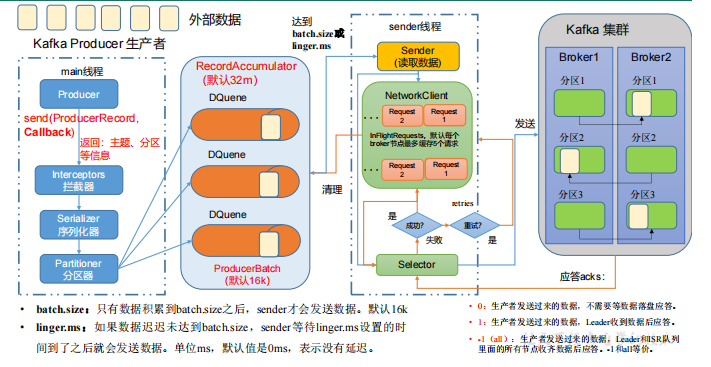 外部数据
Kafka Producer 生产者
main线程
Producer
send(ProducerRecord,
Callback)
返回：主题、分区
等信息
Interceptors
拦截器
Serializer
序列化器
Partitioner
分区器
RecordAccumulator
(默认32m)
DQuene
DQuene
DQuene
ProducerBatch
(默认16k)
达到
batch.size或
linger.ms
清理
sender线程
Sender
(读取数据)
NetworkClient
Request
2
Request
1
InFlightRequests，默认每个
broker节点最多缓存5个请求
Request
2
Request
1
是
成功?
失败
retries
重试?
是
Selector
发送
Kafka 集群
Broker1
Broker2
分区1
分区1
分区2
分区2
分区3
分区3
应答acks：
• batch.size：只有数据积累到batch.size之后，sender才会发送数据。默认16k
• linger.ms：如果数据迟迟未达到batch.size，sender等待linger.ms设置的时
间到了之后就会发送数据。单位ms，默认值是0ms，表示没有延迟。
• 0：生产者发送过来的数据，不需要等数据落盘应答。
• 1：生产者发送过来的数据，Leader收到数据后应答。
• -1（all）：生产者发送过来的数据，Leader和ISR队列
里面的所有节点收齐数据后应答。-1和all等价。